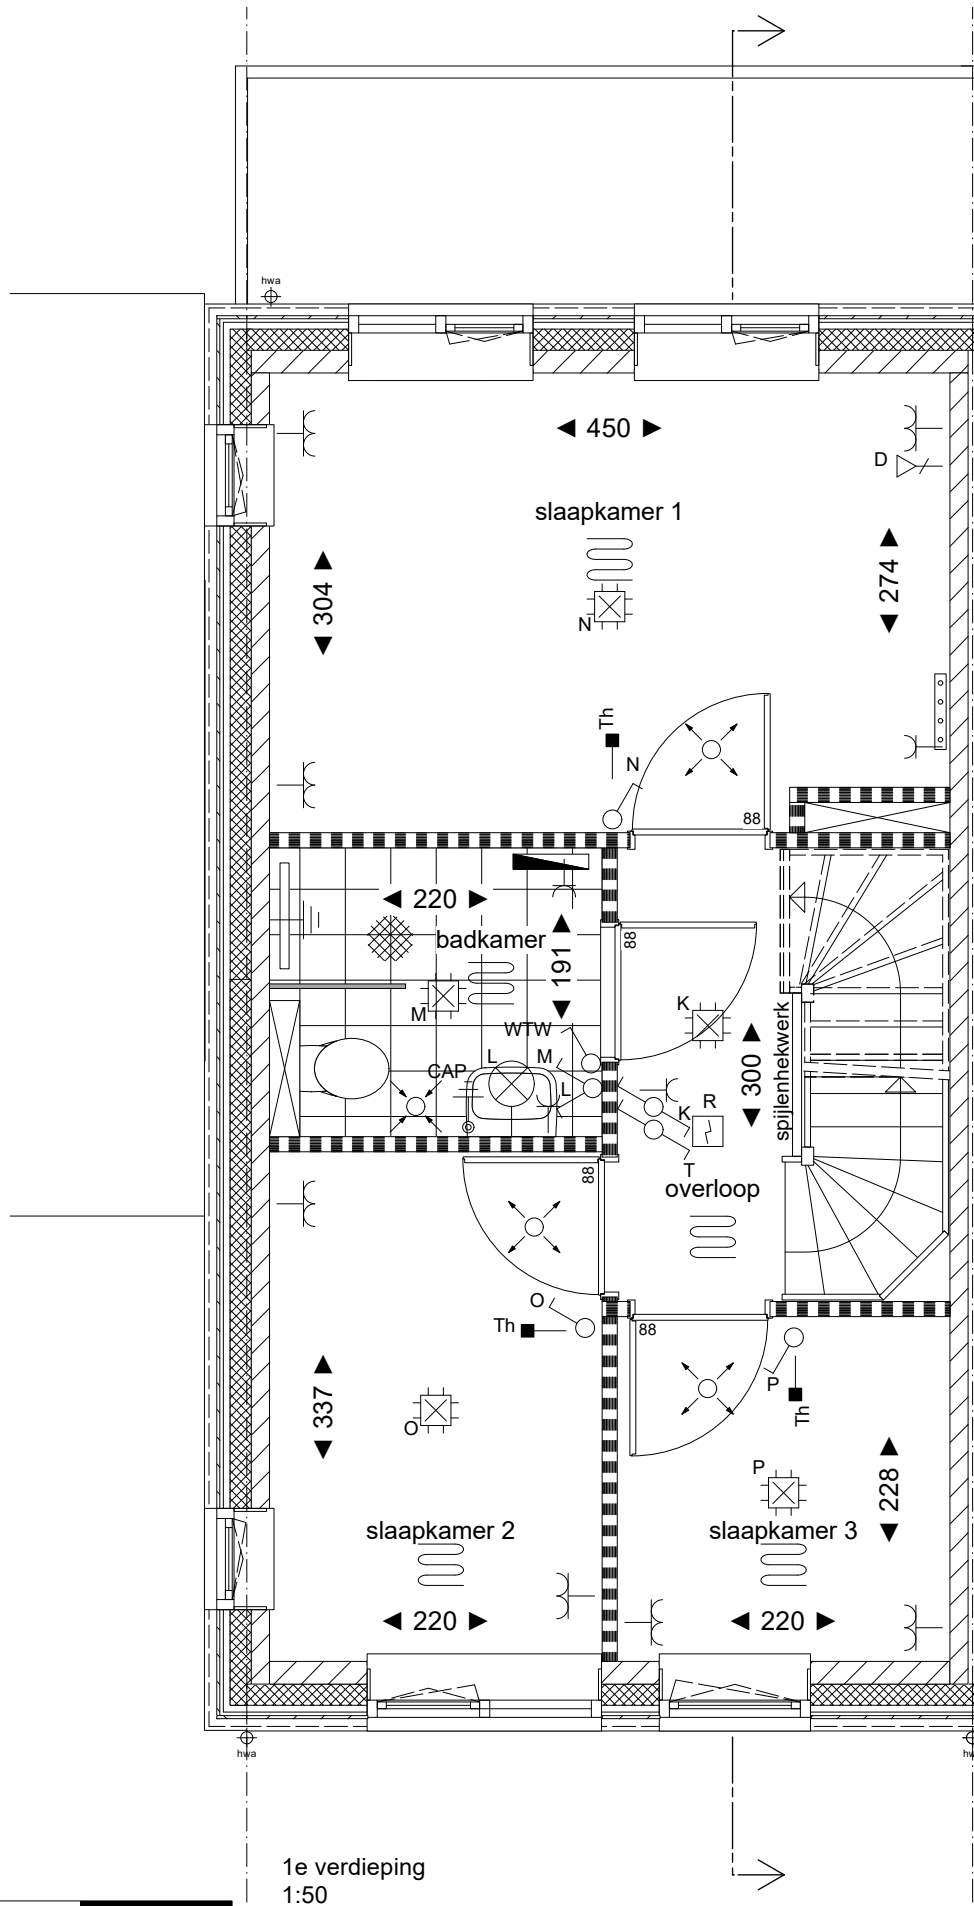 hwa
450
D
slaapkamer 1
304
274
N
Th
N
88
220
badkamer
191
88
M
K
WTW
300
spijlenhekwerk
CAP
L
M
L
K
R
T
overloop
88
O
Th
88
P
Th
337
O
P
228
slaapkamer 2
slaapkamer 3
220
220
hwa
hwa
1e verdieping
1:50